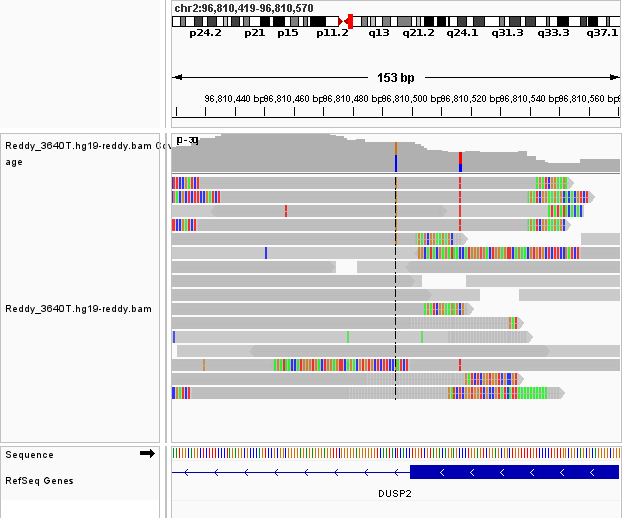 chr2:96,810,419-96,810,570
p24.2 p21 p15 p11.2 q13 q21.2 q24.1 q31.3 q33.3 q37.1
153 bp
96,810,440 bp 96,810,460 bp 96,810,480 bp 96,810,500 bp 96,810,520 bp 96,810,540 bp 96,810,560 bp
Reddy_3640T.hg19-reddy.bam Cov
age
Reddy_3640T.hg19-reddy.bam
Sequence
RefSeq Genes
DUSP2